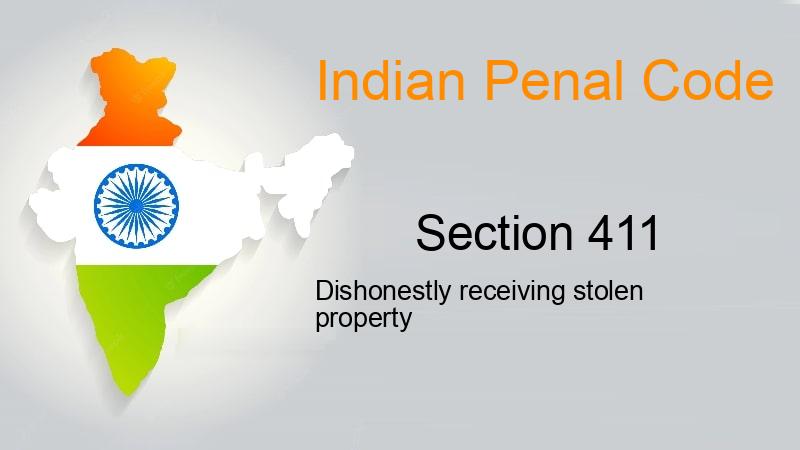 Indian Penal Code
Section 411
Dishonestly receiving stolen
property